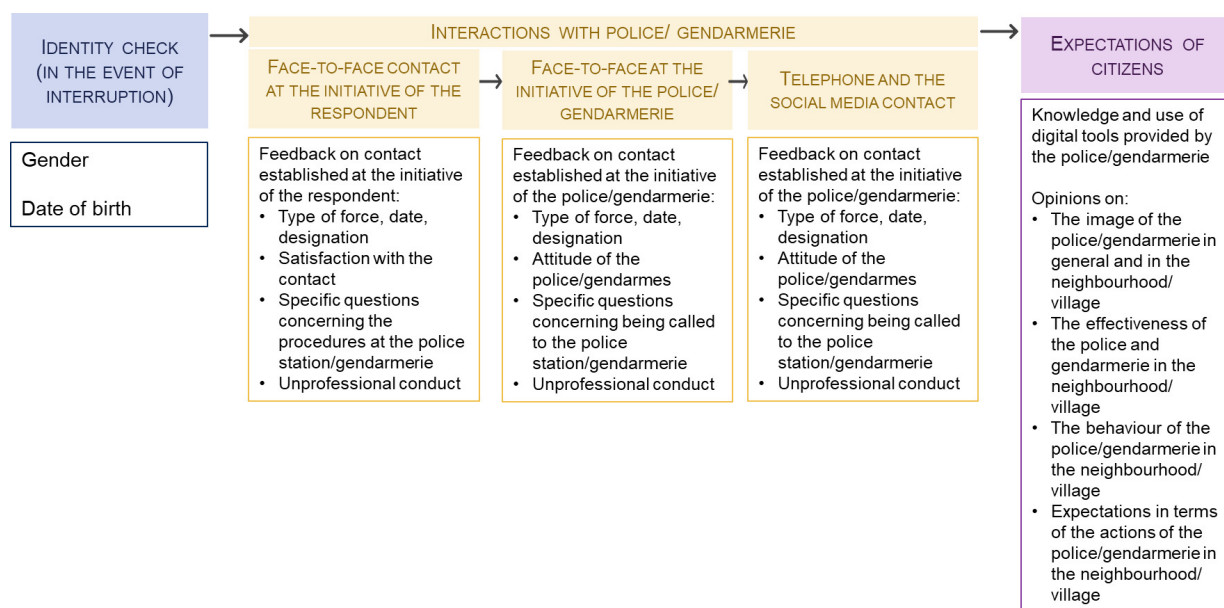 IDENTITY CHECK
(IN THE EVENT OF
INTERRUPTION)
Gender
Date of birth
INTERACTIONS WITH POLICE/ GENDARMERIE
FACE-TO-FACE CONTACT
AT THE INITIATIVE OF THE
RESPONDENT
Feedback on contact
established at the initiative
of the respondent:
• Type of force, date,
designation
• Satisfaction with the
contact
• Specific questions
concerning the
procedures at the police
station/gendarmerie
• Unprofessional conduct
FACE-TO-FACE AT THE
INITIATIVE OF THE POLICE/
GENDARMERIE
Feedback on contact
established at the initiative
of the police/gendarmerie:
• Type of force, date,
designation
• Attitude of the
police/gendarmes
• Specific questions
concerning being called
to the police
station/gendarmerie
• Unprofessional conduct
TELEPHONE AND THE
SOCIAL MEDIA CONTACT
Feedback on contact
established at the initiative
of the police/gendarmerie:
• Type of force, date,
designation
• Attitude of the
police/gendarmes
• Specific questions
concerning being called
to the police
station/gendarmerie
• Unprofessional conduct
EXPECTATIONS OF
CITIZENS
Knowledge and use of
digital tools provided by
the police/gendarmerie
Opinions on:
• The image of the
police/gendarmerie in
general and in the
neighbourhood/
village
• The effectiveness of
the police and
gendarmerie in the
neighbourhood/
village
• The behaviour of the
police/gendarmerie in
the neighbourhood/
village
• Expectations in terms
of the actions of the
police/gendarmerie in
the neighbourhood/
village